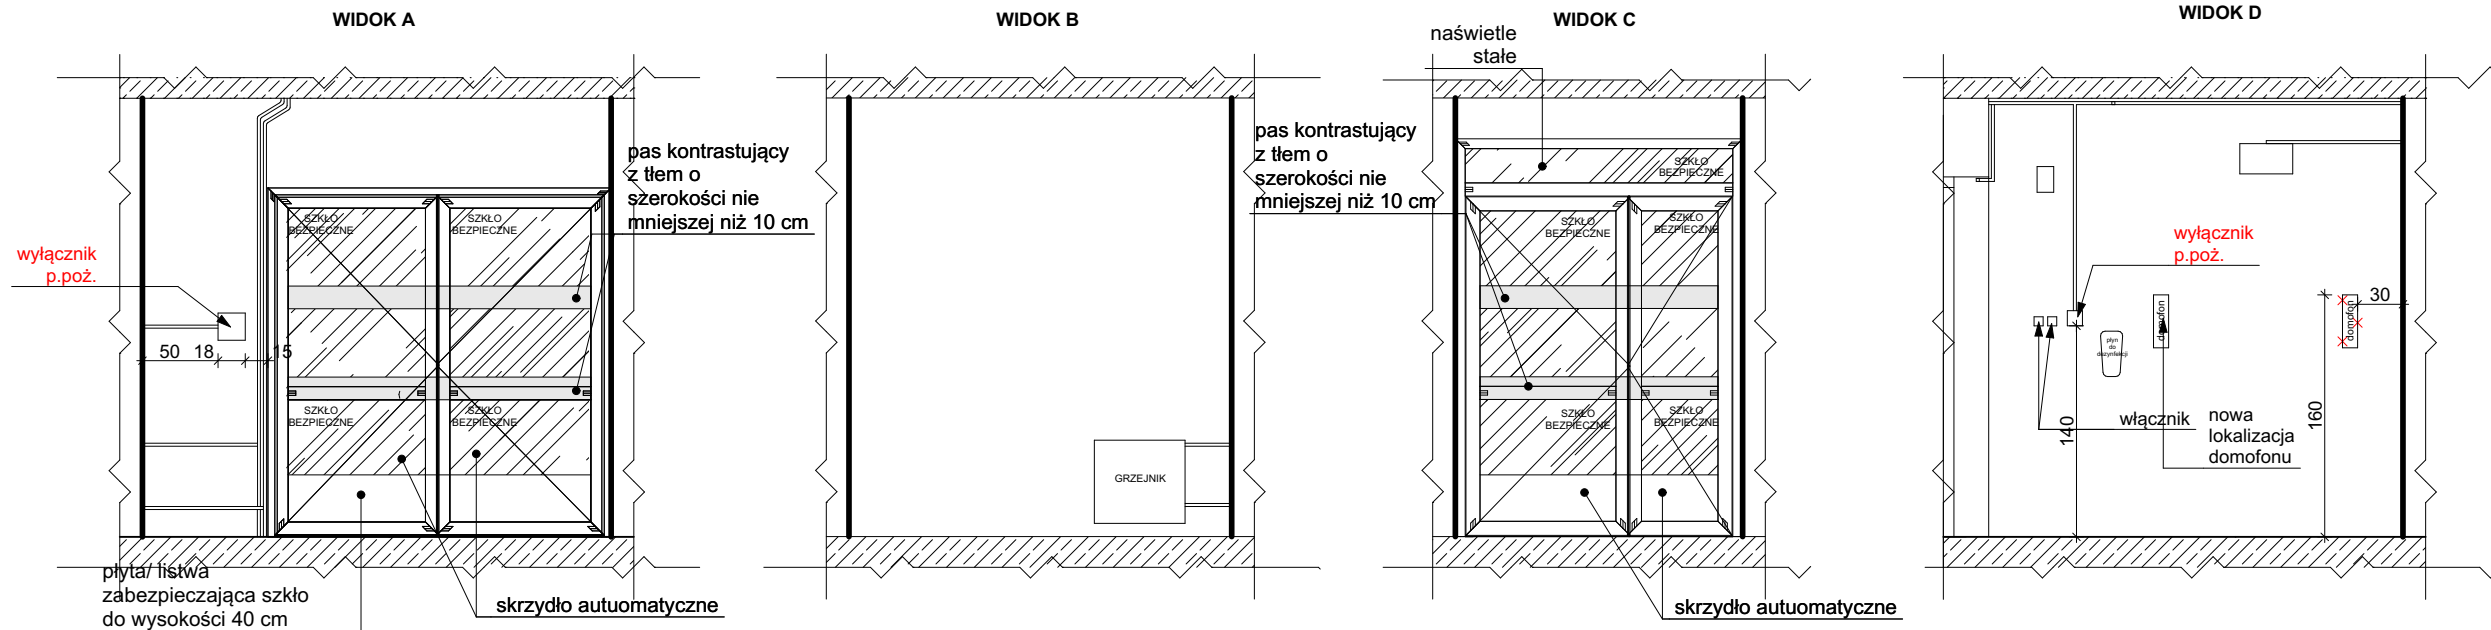 WIDOK A
pas kontrastujący
z tłem o
szerokości nie
mniejszej niż 10 cm
SZKŁO
BEZPIECZNE
SZKŁO
BEZPIECZNE
wyłącznik
p.poż.
50
18
15
SZKŁO
BEZPIECZNE
SZKŁO
BEZPIECZNE
płyta/ listwa
zabezpieczająca szkło
do wysokości 40 cm
skrzydło autuomatyczne
WIDOK B
GRZEJNIK
WIDOK C
naświetle
stałe
pas kontrastujący
z tłem o
szerokości nie
mniejszej niż 10 cm
SZKŁO
BEZPIECZNE
SZKŁO
BEZPIECZNE
SZKŁO
BEZPIECZNE
SZKŁO
BEZPIECZNE
SZKŁO
BEZPIECZNE
skrzydło autuomatyczne
WIDOK D
wyłącznik
p.poż.
30
domofon
domofon
płyn
do
dezynfekcji
włącznik
140
nowa
lokalizacja
domofonu
160